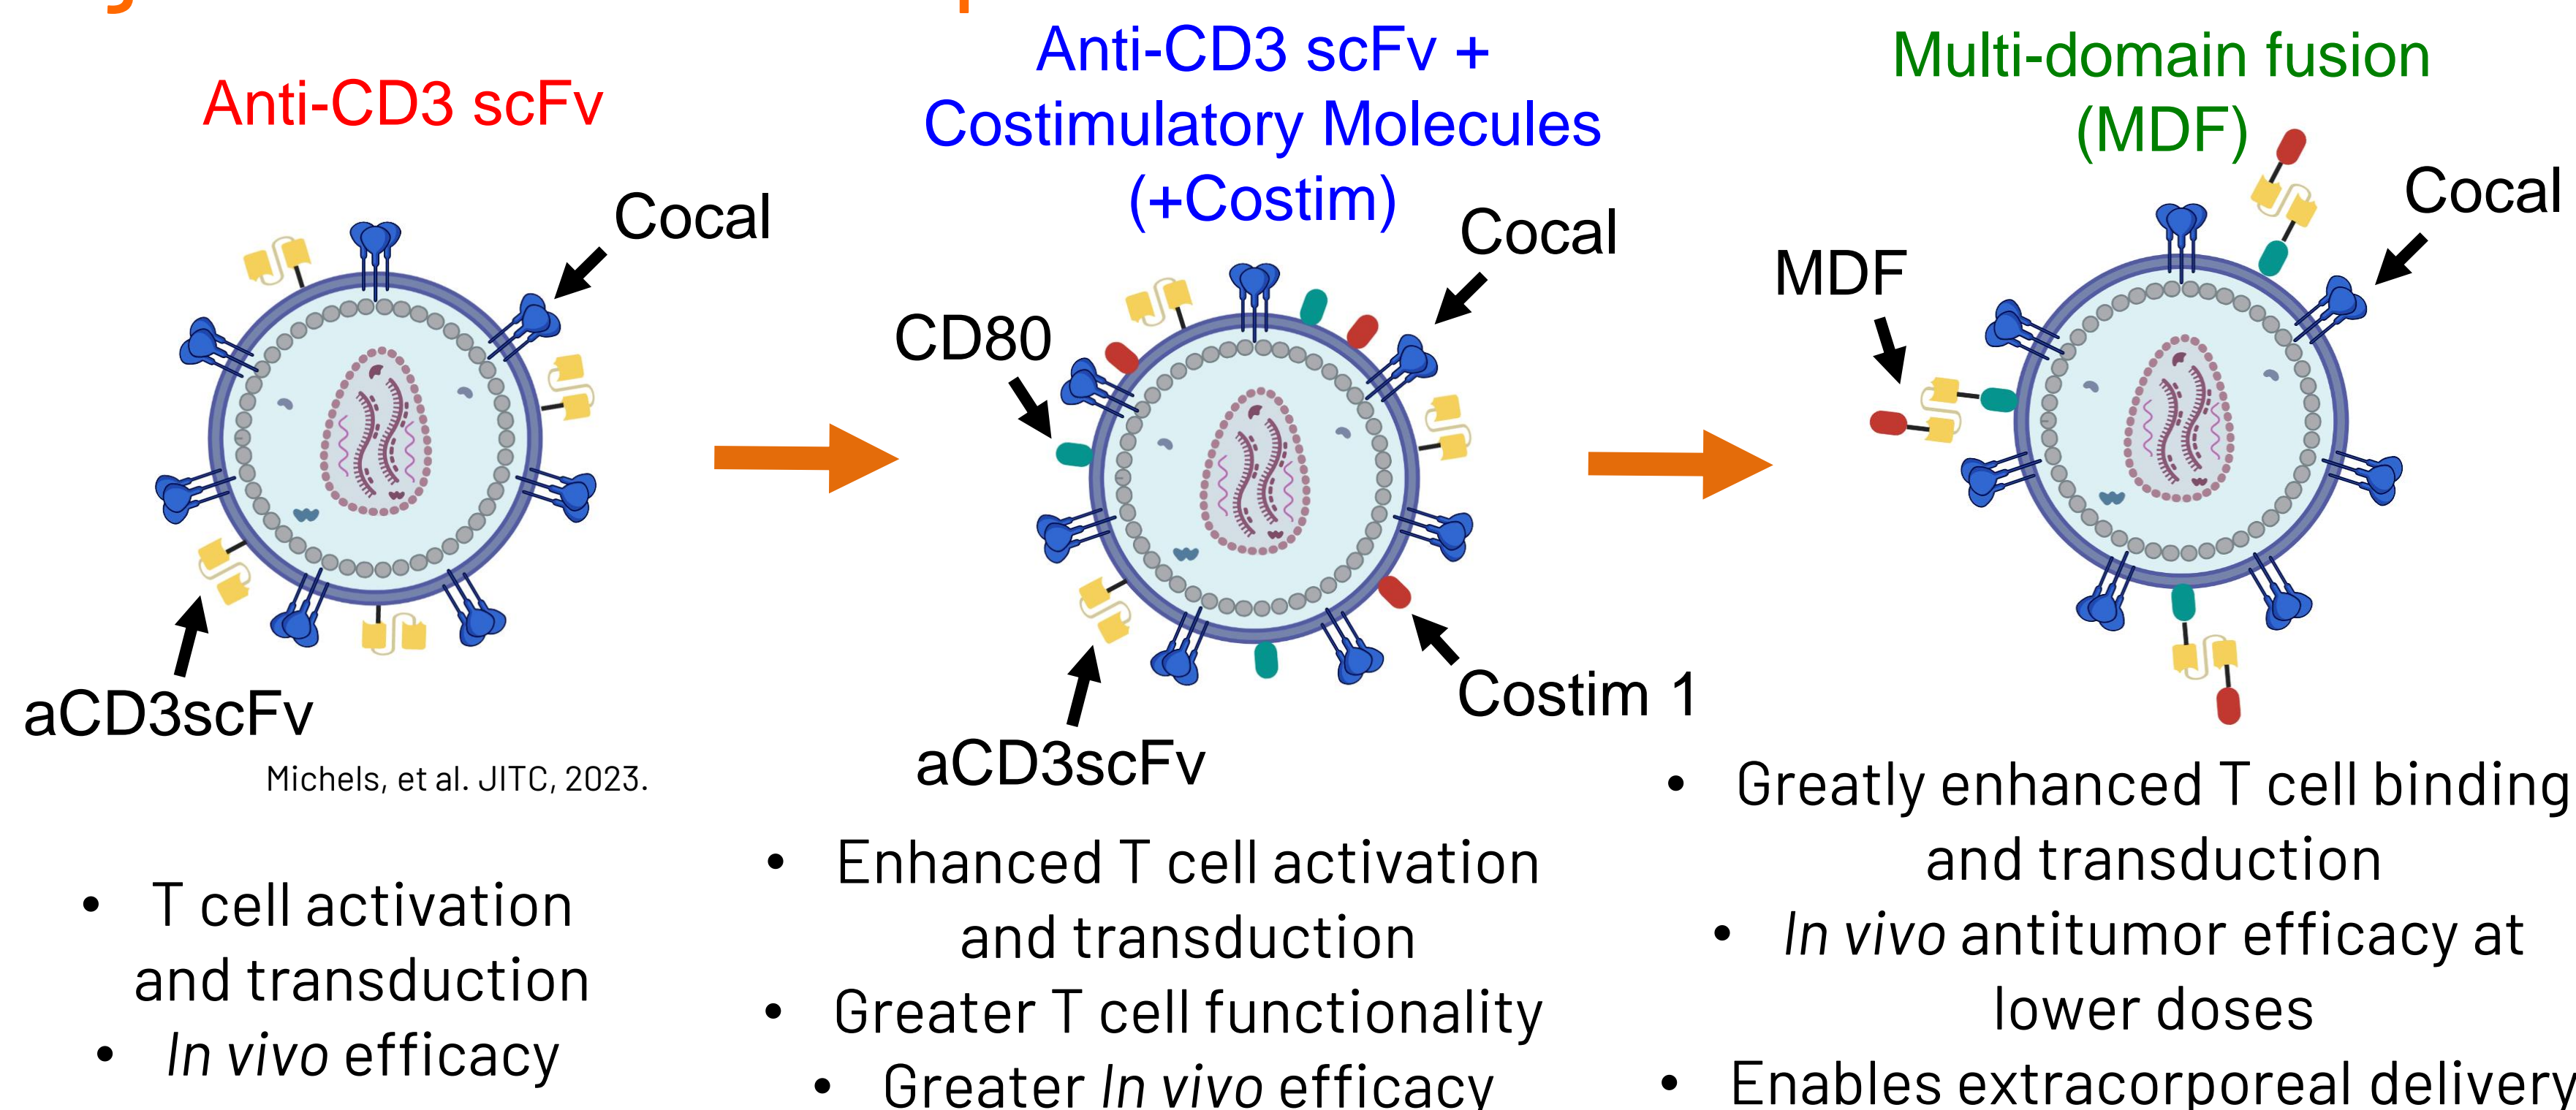 Anti-CD3 scFv
Cocal
aCD3scFv
Michels, et al. JITC, 2023.
• T cell activation
and transduction
• In vivo efficacy
Anti-CD3 scFv +
Costimulatory Molecules
(+Costim)
Cocal
CD80
Costim 1
aCD3scFv
• Enhanced T cell activation
and transduction
• Greater T cell functionality
• Greater In vivo efficacy
Multi-domain fusion
(MDF)
Cocal
MDF
• Greatly enhanced T cell binding
and transduction
• In vivo antitumor efficacy at
lower doses
• Enables extracorporeal delivery